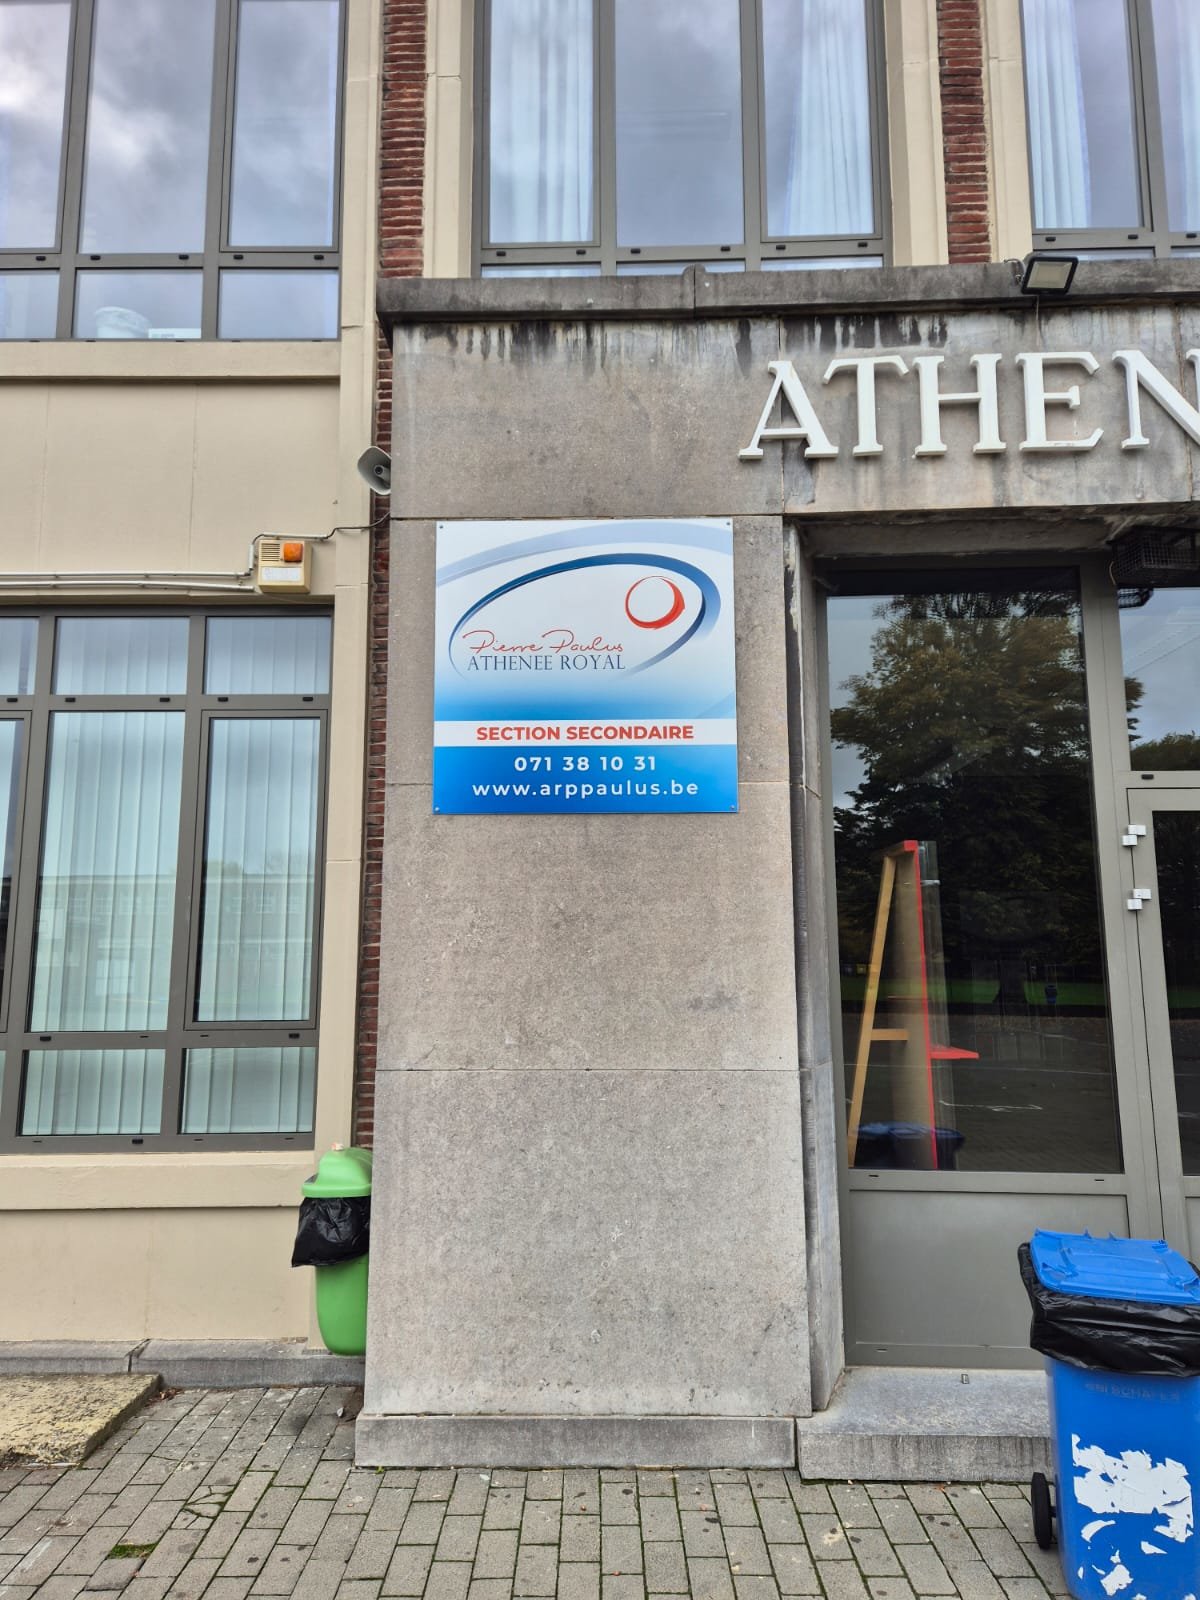 ATHEN
Pierre Paulus
ATHENEE ROYAL
SECTION SECONDAIRE
071 38 10 31
www.arppaulus.be